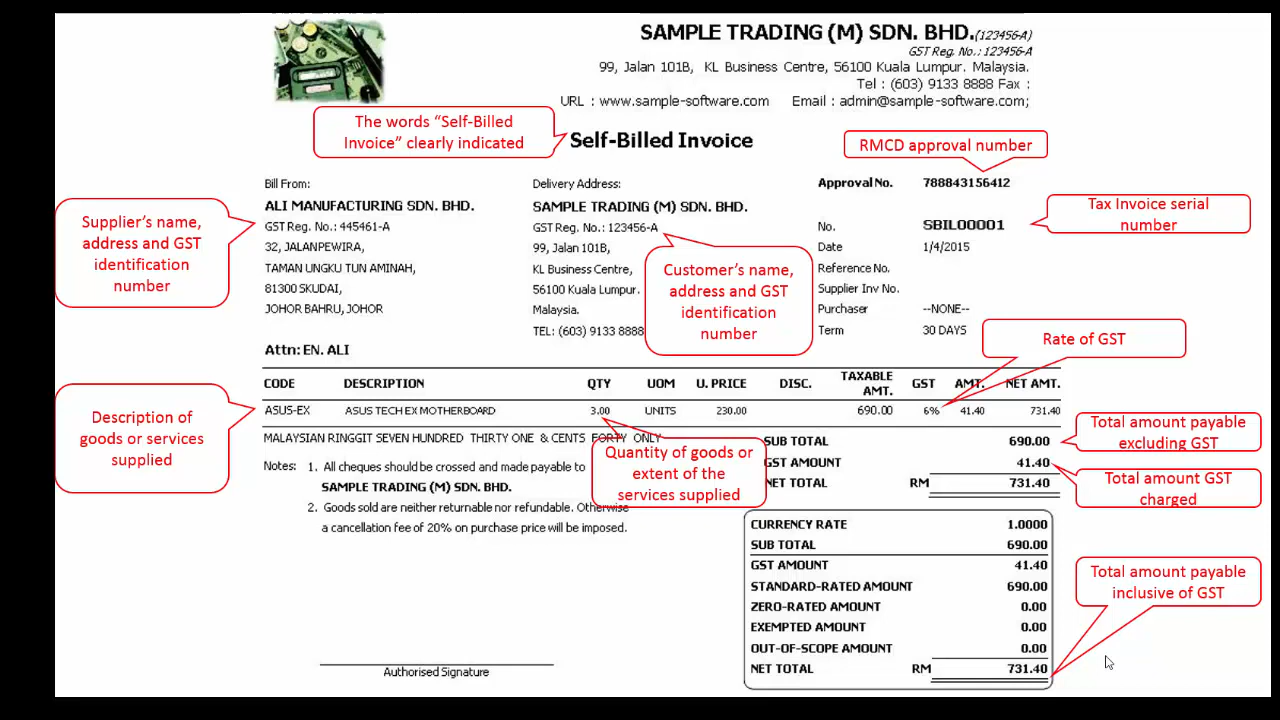 SAMPLE TRADING (M) SDN. BHD.(123456-A)
GST Reg. No.: 123456-A
99, Jalan 101B, KL Business Centre, 56100 Kuala Lumpur. Malaysia.
Tel : (603) 9133 8888 Fax :
URL : www.sample-software.com Email : admin@sample-software.com;
The words “Self-Billed
Invoice” clearly indicated
Self-Billed Invoice
RMCD approval number
Approval No. 788843156412
Bill From:
ALI MANUFACTURING SDN. BHD.
GST Reg. No.: 445461-A
32, JALANPEWIRA,
TAMAN UNGKU TUN AMINAH,
81300 SKUDAI,
JOHOR BAHRU, JOHOR
Attn: EN. ALI
Supplier’s name,
address and GST
identification
number
Delivery Address:
SAMPLE TRADING (M) SDN. BHD.
GST Reg. No.: 123456-A
99, Jalan 101B,
KL Business Centre,
56100 Kuala Lumpur.
Malaysia.
TEL: (603) 9133 8888
Customer’s name,
address and GST
identification
number
No. SBIL00001
Date 1/4/2015
Reference No.
Supplier Inv No.
Purchaser --NONE--
Term 30 DAYS
Tax Invoice serial
number
Rate of GST
CODE DESCRIPTION QTY UOM U. PRICE DISC. TAXABLE AMT. GST AMT. NET AMT.
ASUS-EX ASUS TECH EX MOTHERBOARD 3.00 UNITS 230.00 690.00 6% 41.40 731.40
Description of
goods or services
supplied
MALAYSIAN RINGGIT SEVEN HUNDRED THIRTY ONE & CENTS FORTY ONLY
Quantity of goods or
extent of the
services supplied
SUB TOTAL 690.00
GST AMOUNT 41.40
NET TOTAL RM 731.40
Total amount payable
excluding GST
Total amount GST
charged
Notes: 1. All cheques should be crossed and made payable to
SAMPLE TRADING (M) SDN. BHD.
2. Goods sold are neither returnable nor refundable. Otherwise
a cancellation fee of 20% on purchase price will be imposed.
CURRENCY RATE 1.0000
SUB TOTAL 690.00
GST AMOUNT 41.40
STANDARD-RATED AMOUNT 690.00
ZERO-RATED AMOUNT 0.00
EXEMPTED AMOUNT 0.00
OUT-OF-SCOPE AMOUNT 0.00
NET TOTAL RM 731.40
Total amount payable
inclusive of GST
Authorised Signature